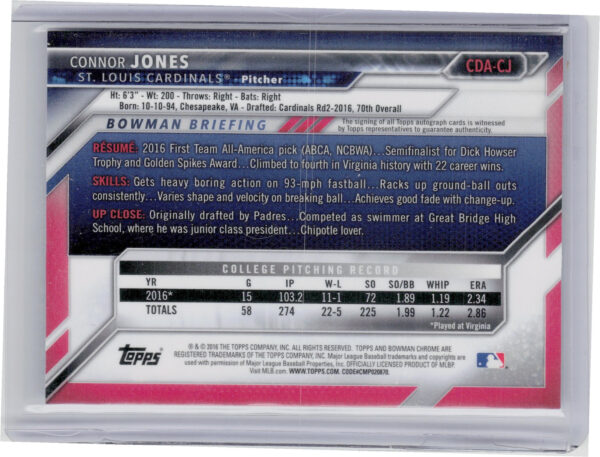 CONNOR JONES
CDA-CJ
ST. LOUIS CARDINALS® - Pitcher
Ht: 6'3" - Wt: 200 - Throws: Right - Bats: Right
Born: 10-10-94, Chesapeake, VA - Drafted: Cardinals Rd2-2016, 70th Overall
BOWMAN BRIEFING
The signing of all Topps autograph cards is witnessed
by Topps representatives to guarantee authenticity.
RÉSUMÉ: 2016 First Team All-America pick (ABCA, NCBWA)...Semifinalist for Dick Howser
Trophy and Golden Spikes Award...Climbed to fourth in Virginia history with 22 career wins.
SKILLS: Gets heavy boring action on 93-mph fastball...Racks up ground-ball outs
consistently...Varies shape and velocity on breaking ball...Achieves good fade with change-up.
UP CLOSE: Originally drafted by Padres...Competed as swimmer at Great Bridge High
School, where he was junior class president...Chipotle lover.
COLLEGE PITCHING RECORD
YR G IP W-L SO SO/BB WHIP ERA
2016* 15 103.2 11-1 72 1.89 1.19 2.34
TOTALS 58 274 22-5 225 1.99 1.22 2.86
*Played at Virginia
Topps
® & © 2016 THE TOPPS COMPANY, INC. ALL RIGHTS RESERVED. TOPPS AND BOWMAN CHROME ARE
REGISTERED TRADEMARKS OF THE TOPPS COMPANY, INC. Major League Baseball trademarks and copyrights are
used with permission of Major League Baseball Properties, Inc. OFFICIALLY LICENSED PRODUCT OF MLBP.
Visit MLB.com. WWW.TOPPS.COM. CODE#CMP020870.